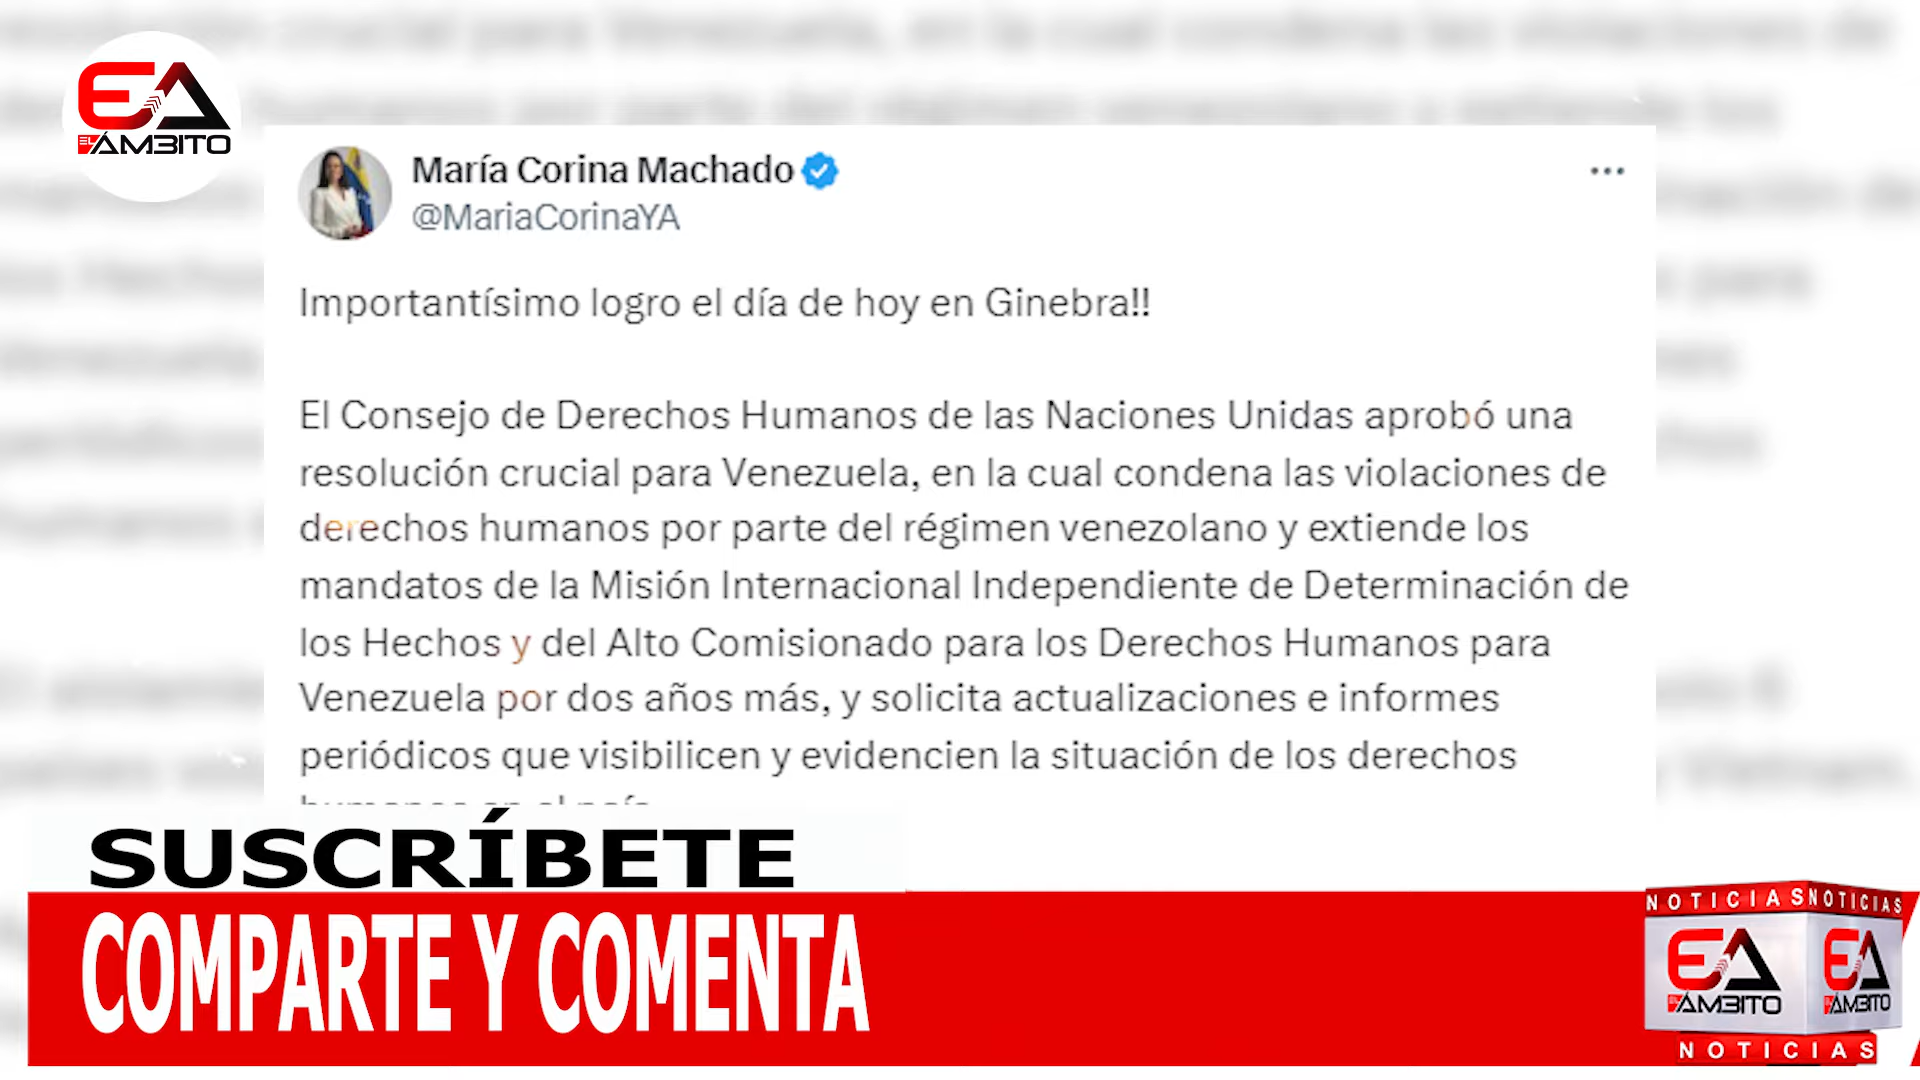 EA
EL ÁMBITO
María Corina Machado
@MariaCorinaYA
Importantísimo logro el día de hoy en Ginebra!!
El Consejo de Derechos Humanos de las Naciones Unidas aprobó una
resolución crucial para Venezuela, en la cual condena las violaciones de
derechos humanos por parte del régimen venezolano y extiende los
mandatos de la Misión Internacional Independiente de Determinación de
los Hechos y del Alto Comisionado para los Derechos Humanos para
Venezuela por dos años más, y solicita actualizaciones e informes
periódicos que visibilicen y evidencien la situación de los derechos
SUSCRÍBETE
COMPARTE Y COMENTA
NOTICIAS NOTICIAS
EA EA
EL ÁMBITO EL ÁMBITO
NOTICIAS